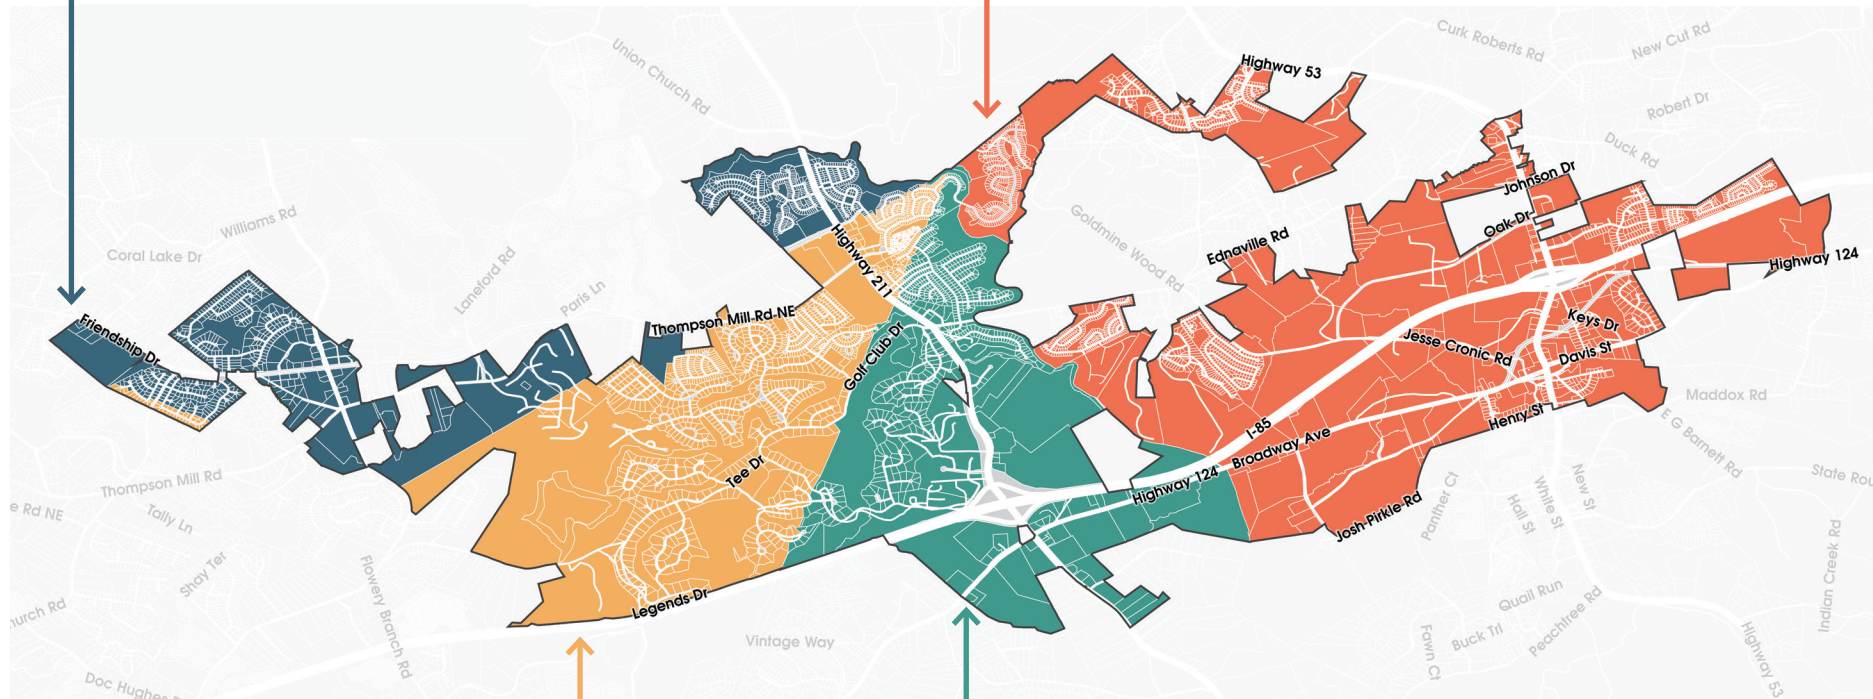 Curk Roberts Rd
New Cut Rd
Union Church Rd
Highway 53
Robert Dr
Duck Rd
Johnson Dr
Williams Rd
Goldmine Wood Rd
Oak Dr
Coral Lake Dr
Laneford Rd
Highway 211
Ednaville Rd
Highway 124
Paris Ln
Friendship Dr
Thompson Mill Rd NE
Golf Club Dr
Keys Dr
Jesse Cronic Rd
Davis St
Maddox Rd
Henry St
I-85
Broadway Ave
E G Barnett Rd
Tee Dr
Thompson Mill Rd
Highway 124
State Rou
e Rd NE
Tally Ln
Josh Pirkle Rd
Panther Ct
Hall St
White St
New St
Shay Ter
Flowery Branch Rd
Indian Creek Rd
hurch Rd
Legends Dr
Quail Run
Peachtree Rd
Vintage Way
Buck Trl
Fawn Ct
Highway 53
Doc Hughes